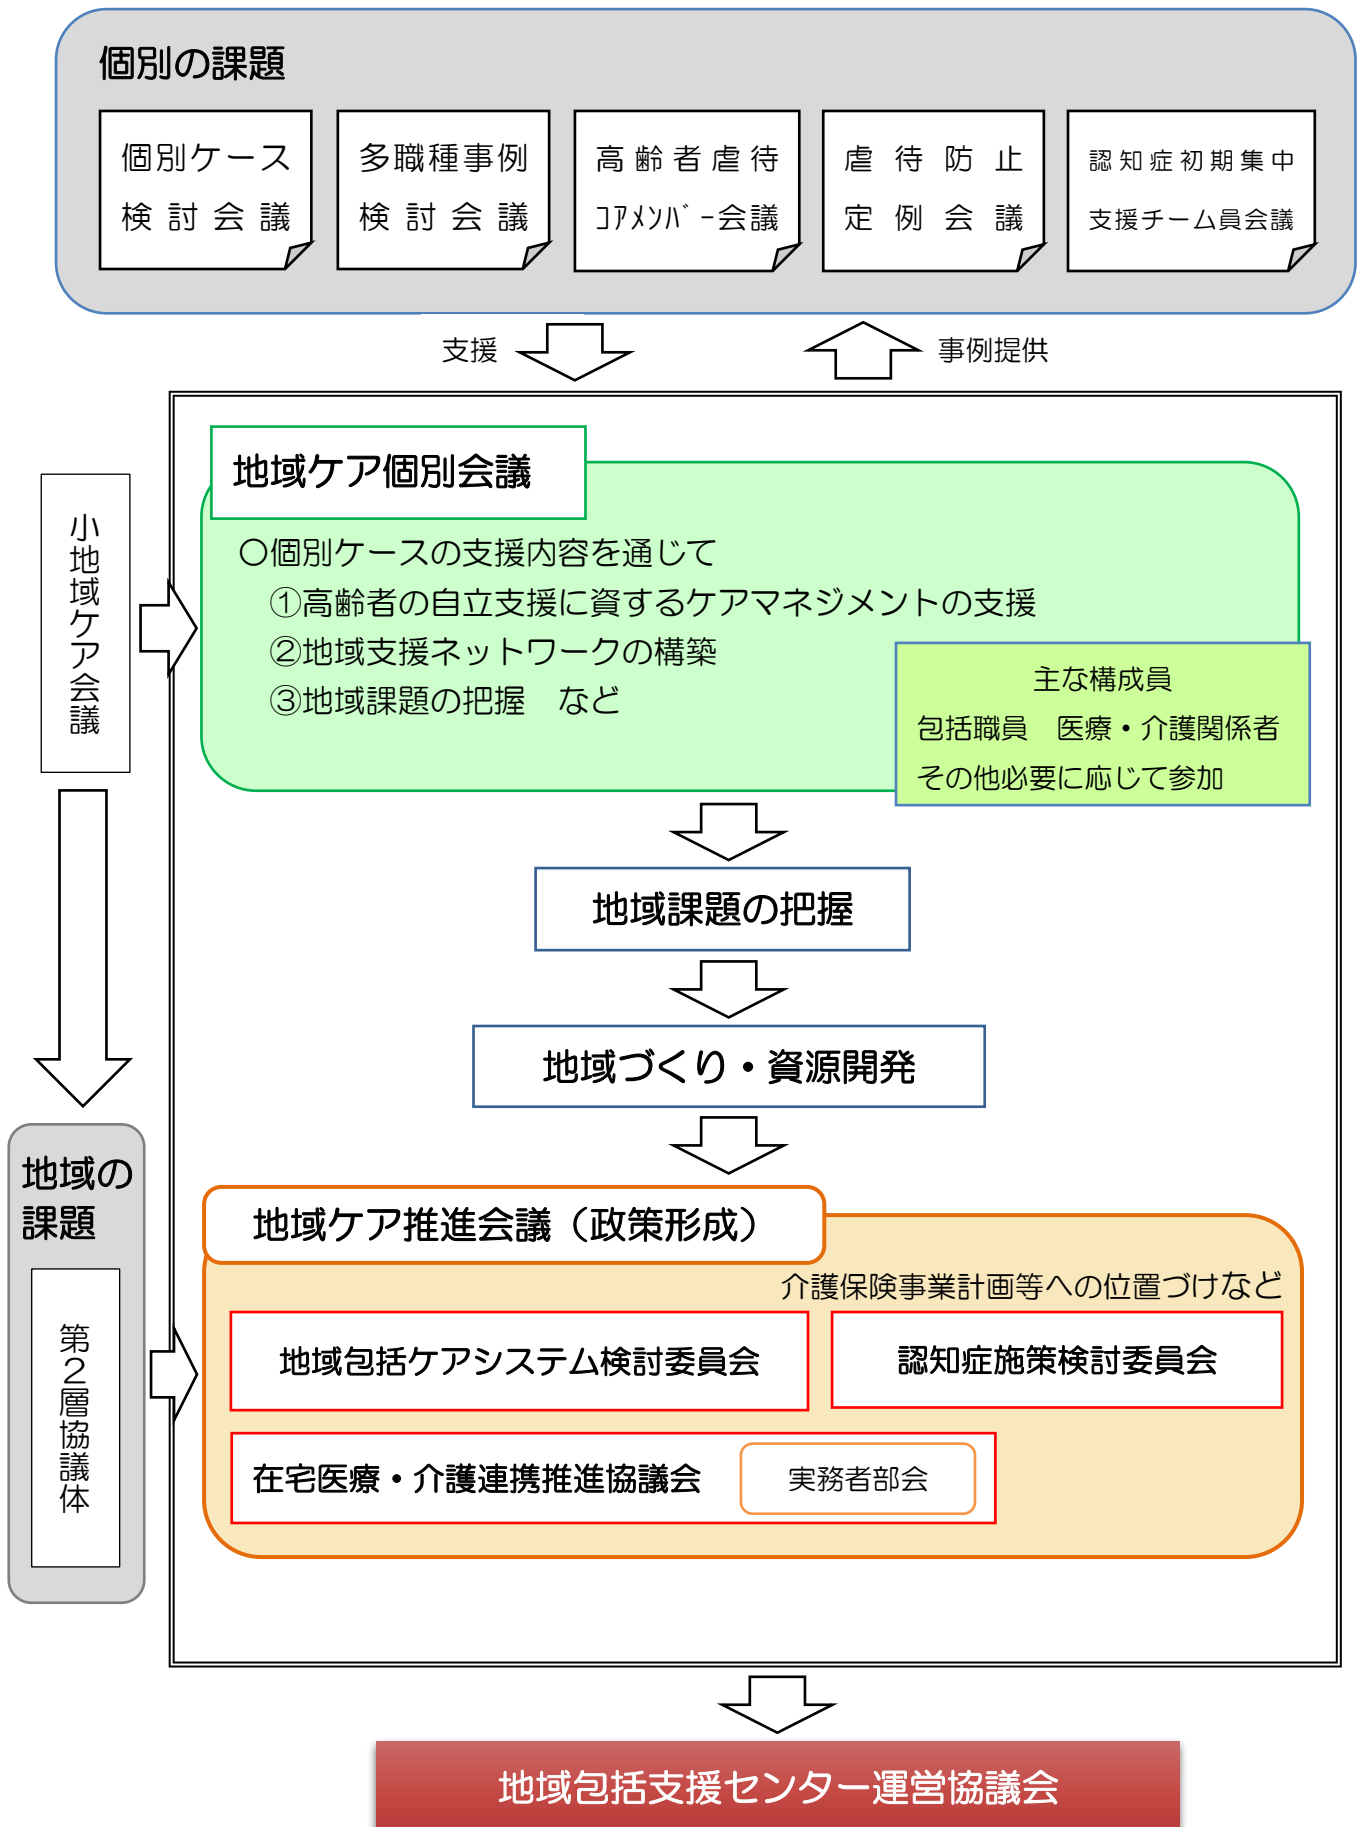 個別の課題
個別ケース
検討会議
多職種事例
検討会議
高齢者虐待
ｺｱﾒﾝﾊﾞｰ会議
虐待防止
定例会議
認知症初期集中
支援チーム員会議
支援
事例提供
小地域ケア会議
地域ケア個別会議
〇個別ケースの支援内容を通じて
①高齢者の自立支援に資するケアマネジメントの支援
②地域支援ネットワークの構築
③地域課題の把握　など
主な構成員
包括職員　医療・介護関係者
その他必要に応じて参加
地域課題の把握
地域づくり・資源開発
地域の
課題
第２層協議体
地域ケア推進会議（政策形成）
介護保険事業計画等への位置づけなど
地域包括ケアシステム検討委員会
認知症施策検討委員会
在宅医療・介護連携推進協議会
実務者部会
地域包括支援センター運営協議会